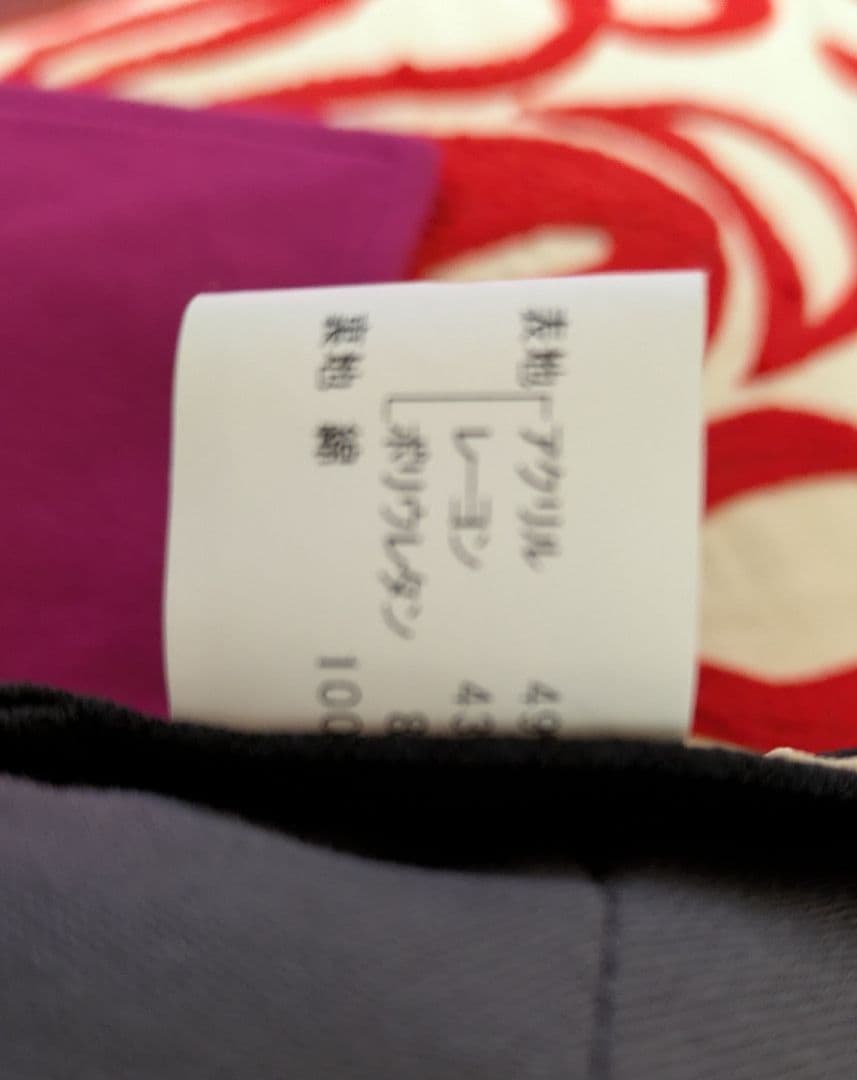 表地 アクリル 49
レーヨン 43
ポリウレタン 8
裏地 綿 100